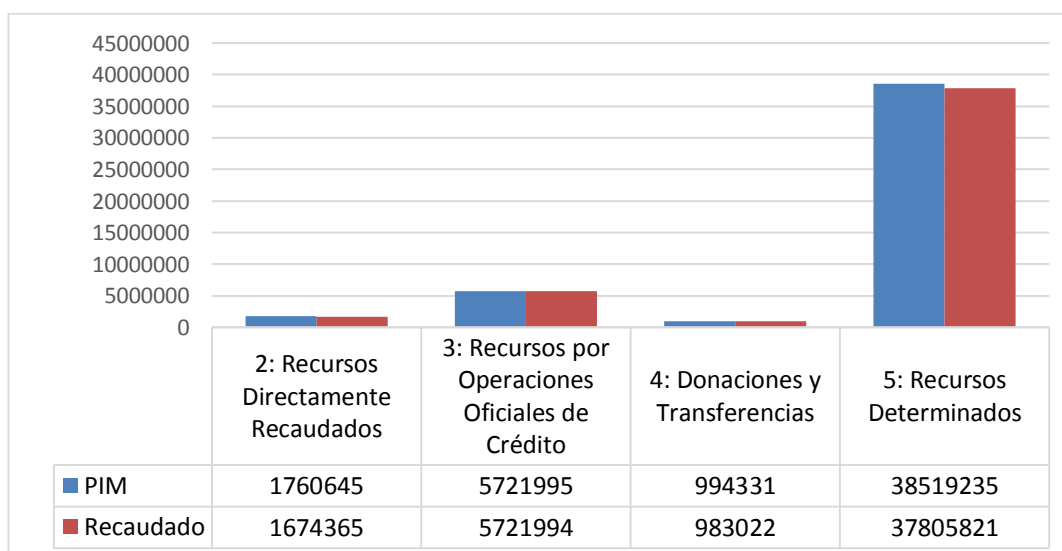 45000000
40000000
35000000
30000000
25000000
20000000
15000000
10000000
5000000
0
2: Recursos
Directamente
Recaudados
3: Recursos por
Operaciones
Oficiales de
Crédito
4: Donaciones y
Transferencias
5: Recursos
Determinados
PIM 1760645 5721995 994331 38519235
Recaudado 1674365 5721994 983022 37805821